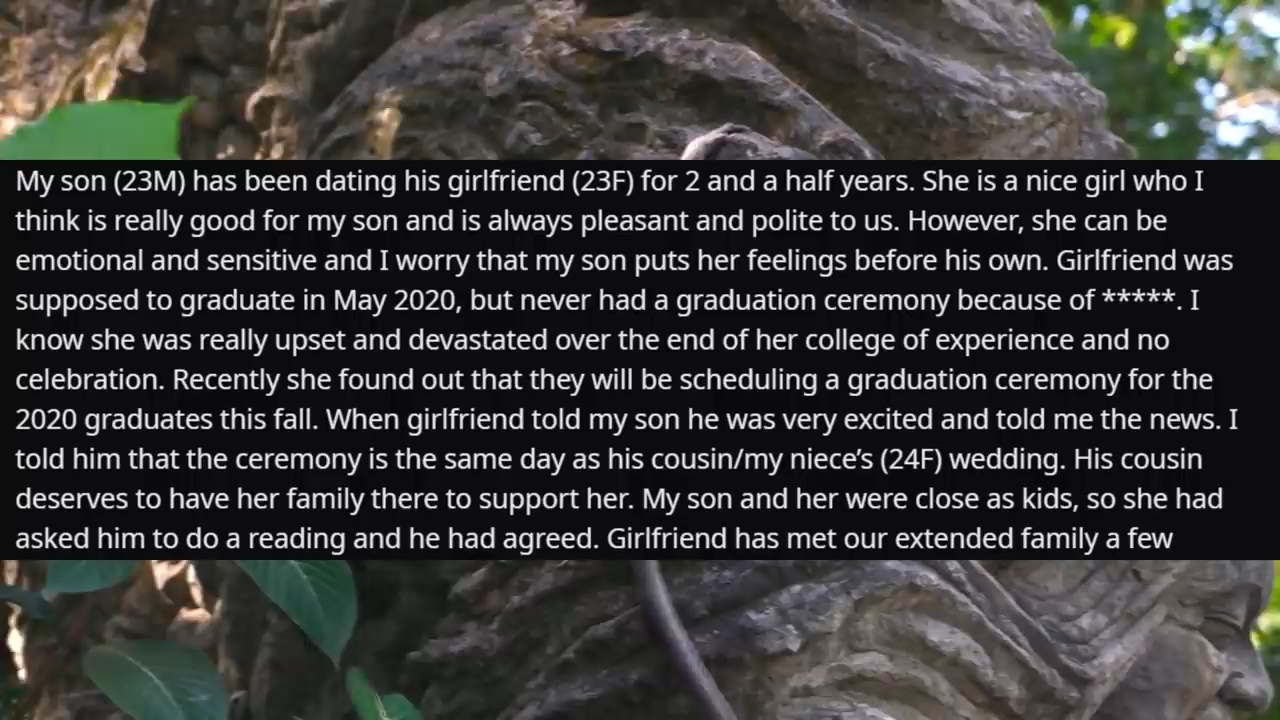 My son (23M) has been dating his girlfriend (23F) for 2 and a half years. She is a nice girl who I
think is really good for my son and is always pleasant and polite to us. However, she can be
emotional and sensitive and I worry that my son puts her feelings before his own. Girlfriend was
supposed to graduate in May 2020, but never had a graduation ceremony because of *****. I
know she was really upset and devastated over the end of her college of experience and no
celebration. Recently she found out that they will be scheduling a graduation ceremony for the
2020 graduates this fall. When girlfriend told my son he was very excited and told me the news. I
told him that the ceremony is the same day as his cousin/my niece’s (24F) wedding. His cousin
deserves to have her family there to support her. My son and her were close as kids, so she had
asked him to do a reading and he had agreed. Girlfriend has met our extended family a few